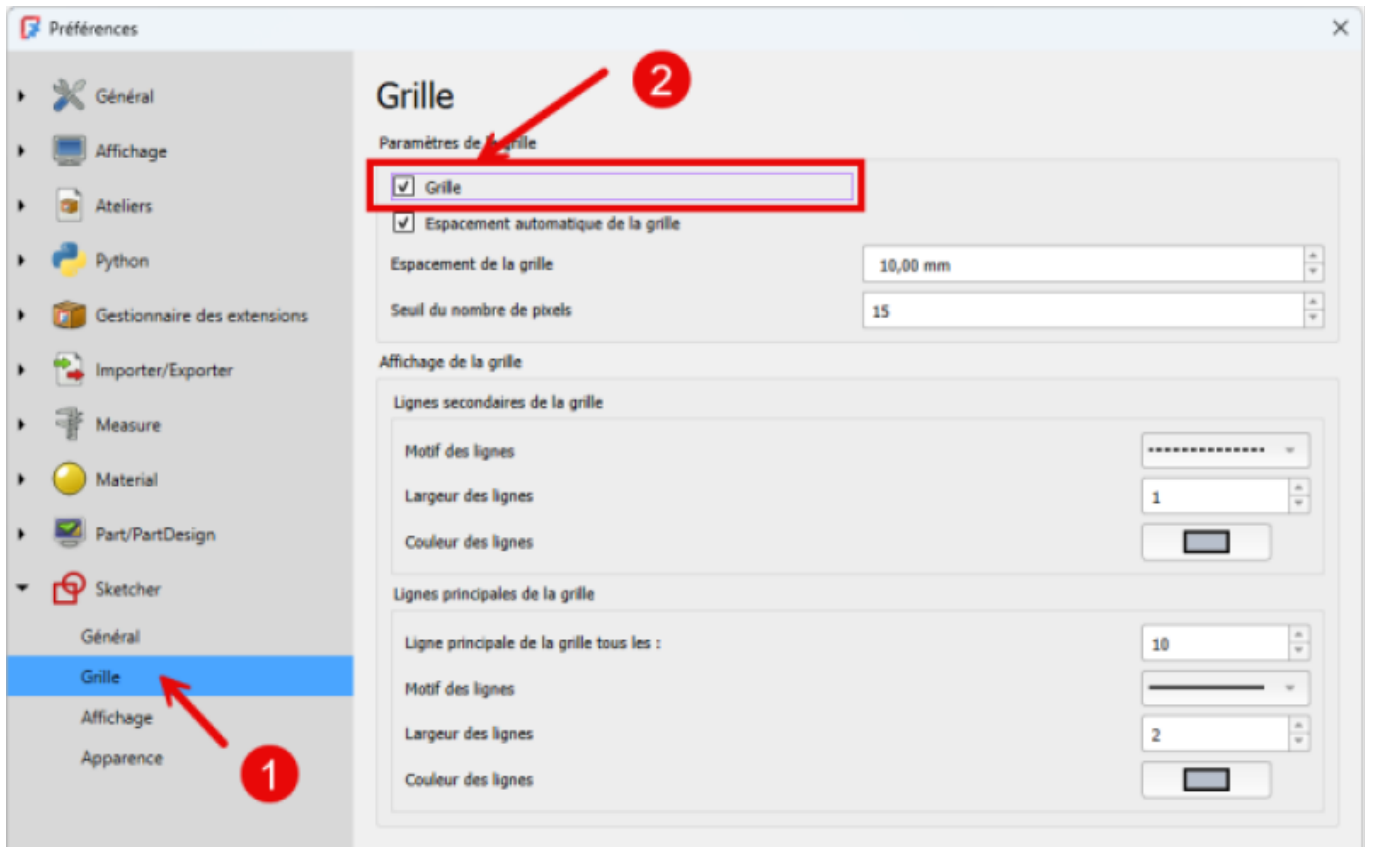 Préférences
Général
Affichage
Ateliers
Python
Gestionnaire des extensions
Importer/Exporter
Measure
Material
Part/PartDesign
Sketcher
Général
Grille
Affichage
Apparence
1
Grille
2
Paramètres de la grille
Grille
Espacement automatique de la grille
Espacement de la grille 10,00 mm
Seuil du nombre de pixels 15
Affichage de la grille
Lignes secondaires de la grille
Motif des lignes
Largeur des lignes 1
Couleur des lignes
Lignes principales de la grille
Ligne principale de la grille tous les : 10
Motif des lignes
Largeur des lignes 2
Couleur des lignes